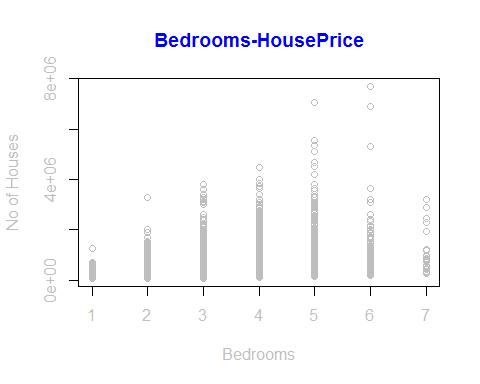 Bedrooms-HousePrice
8e+06
4e+06
0e+00
No of Houses
1 2 3 4 5 6 7
Bedrooms